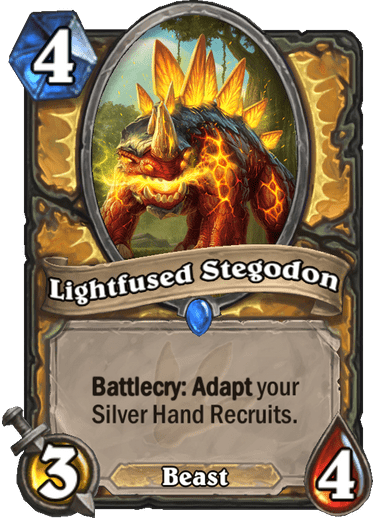 4
Lightfused Stegodon
Battlecry: Adapt your
Silver Hand Recruits.
3
Beast
4